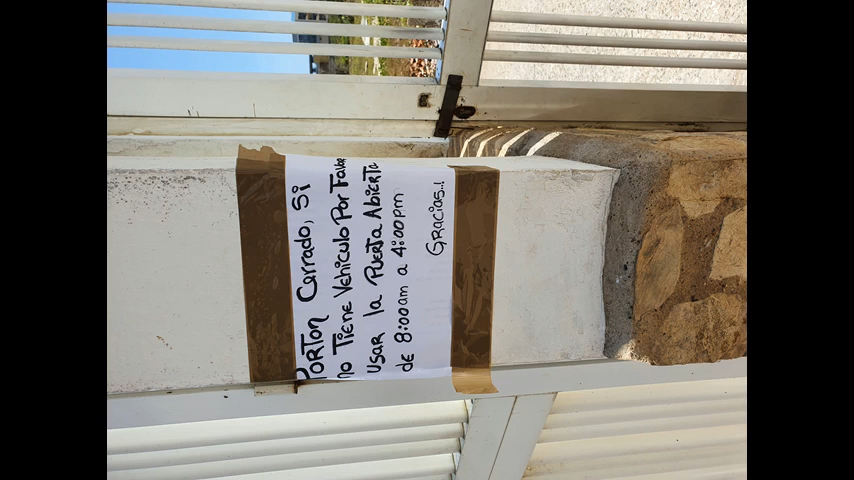 PORTON Cerrado, Si
no Tiene Vehiculo Por Favor
usar la Puerta Abierta
de 8:00am a 4:00pm
Gracias..!